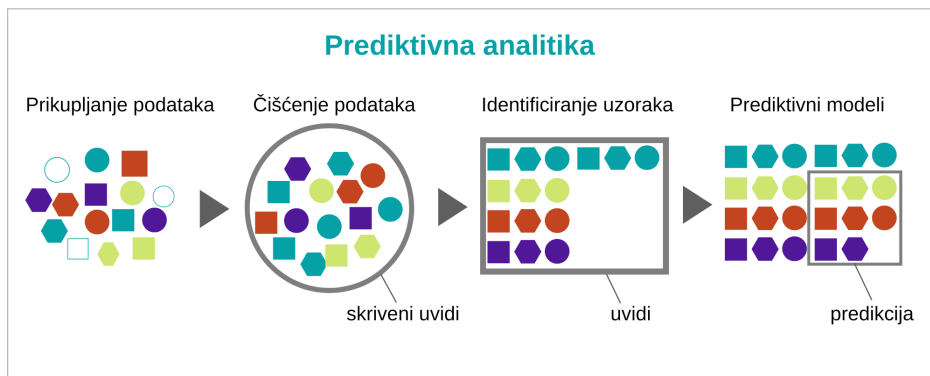 Prediktivna analitika
Prikupljanje podataka
Čišćenje podataka
Identificiranje uzoraka
Prediktivni modeli
skriveni uvidi
uvidi
predikcija